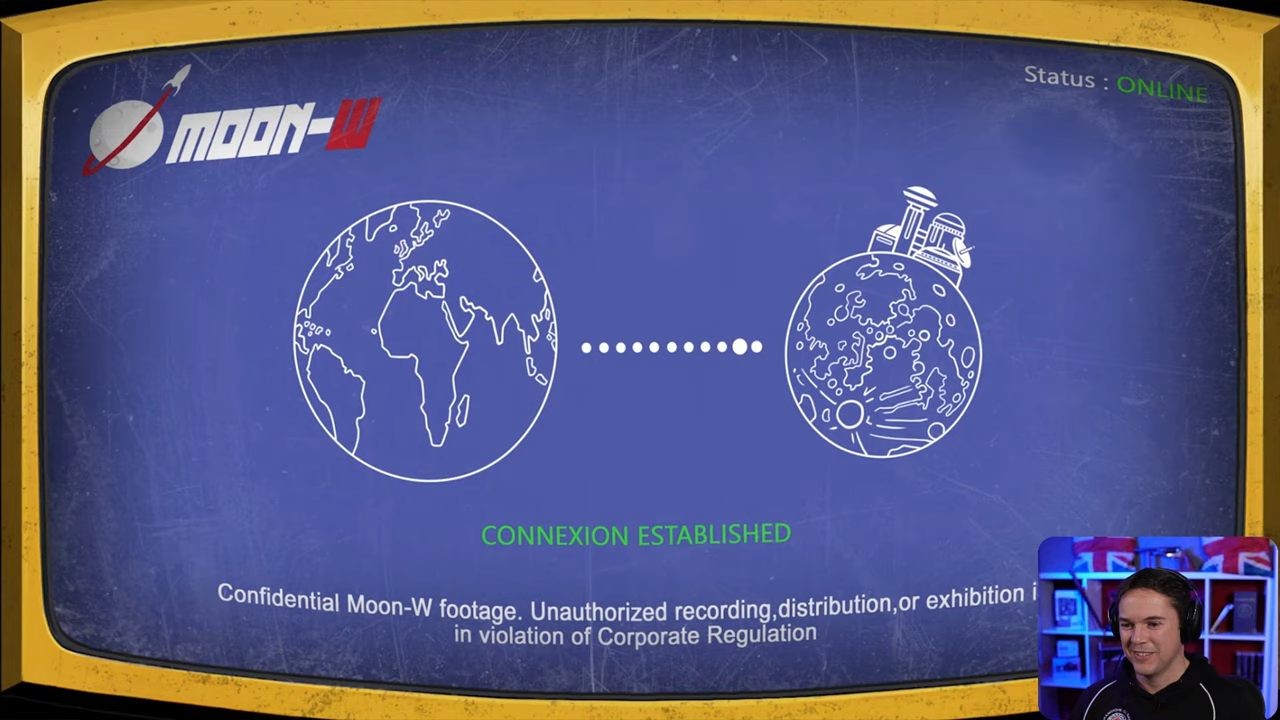 MOON-W
Status : ONLINE
CONNEXION ESTABLISHED
Confidential Moon-W footage. Unauthorized recording,distribution,or exhibition i
in violation of Corporate Regulation